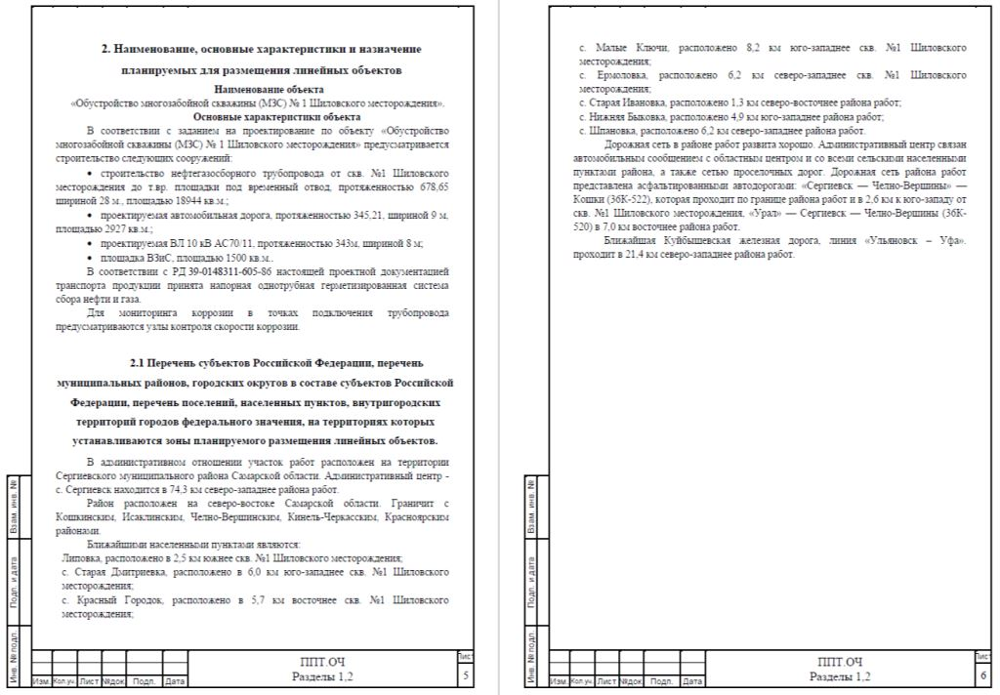 2. Наименование, основные характеристики и назначение
планируемых для размещения линейных объектов
Наименование объекта
«Обустройство многозабойной скважины (МЗС) № 1 Шиловского месторождения».
Основные характеристики объекта
В соответствии с заданием на проектирование по объекту «Обустройство
многозабойной скважины (МЗС) № 1 Шиловского месторождения» предусматривается
строительство следующих сооружений:
• строительство нефтегазосборного трубопровода от скв. №1 Шиловского
месторождения до т.вр. площадки под временный отвод, протяженностью 678,65
шириной 28 м., площадью 18944 кв.м.;
• проектируемая автомобильная дорога, протяженностью 345,21, шириной 9 м,
площадью 2927 кв.м.;
• проектируемая ВЛ 10 кВ АС70/11, протяженностью 343м, шириной 8 м;
• площадка ВЗиС, площадью 1500 кв.м..
В соответствии с РД 39-0148311-605-86 настоящей проектной документацией
транспорта продукции принята напорная однотрубная герметизированная система
сбора нефти и газа.
Для мониторинга коррозии в точках подключения трубопровода
предусматриваются узлы контроля скорости коррозии.
2.1 Перечень субъектов Российской Федерации, перечень
муниципальных районов, городских округов в составе субъектов Российской
Федерации, перечень поселений, населенных пунктов, внутригородских
территорий городов федерального значения, на территориях которых
устанавливаются зоны планируемого размещения линейных объектов.
В административном отношении участок работ расположен на территории
Сергиевского муниципального района Самарской области. Административный центр -
с. Сергиевск находится в 74,3 км северо-западнее района работ.
Район расположен на северо-востоке Самарской области. Граничит с
Кошкинским, Исаклинским, Челно-Вершинским, Кинель-Черкасским, Красноярским
районами.
Ближайшими населенными пунктами являются:
Липовка, расположено в 2,5 км южнее скв. №1 Шиловского месторождения;
с. Старая Дмитриевка, расположено в 6,0 км юго-западнее скв. №1 Шиловского
месторождения;
с. Красный Городок, расположено в 5,7 км восточнее скв. №1 Шиловского
месторождения;
Взам. инв. №
Подп. и дата
Инв. № подл.
Изм. Кол.уч. Лист №док Подп. Дата
ППТ.ОЧ
Разделы 1,2
Лист
5
с. Малые Ключи, расположено 8,2 км юго-западнее скв. №1 Шиловского
месторождения;
с. Ермоловка, расположено 6,2 км северо-западнее скв. №1 Шиловского
месторождения;
с. Старая Ивановка, расположено 1,3 км северо-восточнее района работ;
с. Нижняя Быковка, расположено 4,9 км юго-западнее района работ;
с. Шпановка, расположено 6,2 км северо-западнее района работ.
Дорожная сеть в районе работ развита хорошо. Административный центр связан
автомобильным сообщением с областным центром и со всеми сельскими населенными
пунктами района, а также сетью проселочных дорог. Дорожная сеть района работ
представлена асфальтированными автодорогами: «Сергиевск — Челно-Вершины» —
Кошки (36К-522), которая проходит по границе района работ и в 2,6 км к юго-западу от
скв. №1 Шиловского месторождения, «Урал» — Сергиевск — Челно-Вершины (36К-
520) в 7,0 км восточнее района работ.
Ближайшая Куйбышевская железная дорога, линия «Ульяновск – Уфа»,
проходит в 21,4 км северо-западнее района работ.
Взам. инв. №
Подп. и дата
Инв. № подл.
Изм. Кол.уч. Лист №док Подп. Дата
ППТ.ОЧ
Разделы 1,2
Лист
6